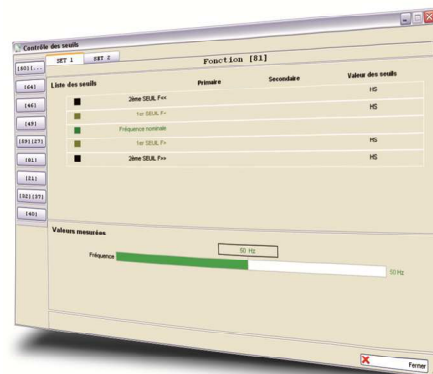 Contrôle des seuils
SET 1 SET 2
Fonction [81]
[60][...
[64]
[46]
[49]
[59][27]
[81]
[21]
[32][37]
[40]
Liste des seuils Primaire Secondaire Valeur des seuils
2ème SEUIL F<< HS
1er SEUIL F< HS
Fréquence nominale
1er SEUIL F> HS
2ème SEUIL F>> HS
Valeurs mesurées
50 Hz
Fréquence 50 Hz
Fermer